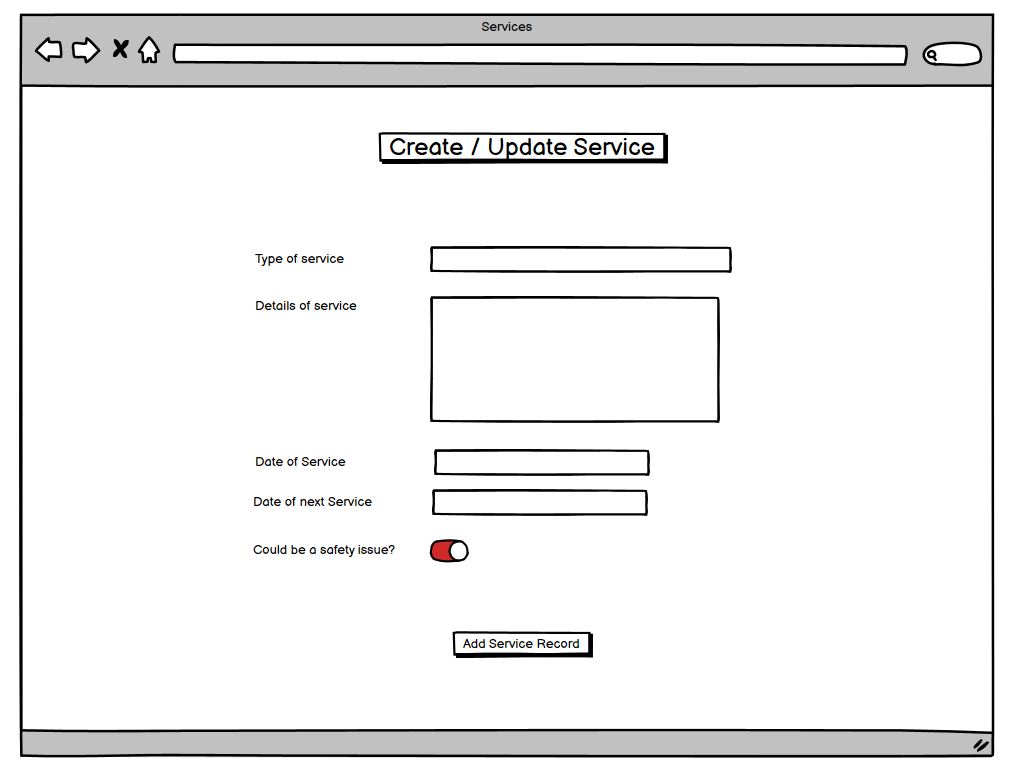 Services
Create / Update Service
Type of service
Details of service
Date of Service
Date of next Service
Could be a safety issue?
Add Service Record